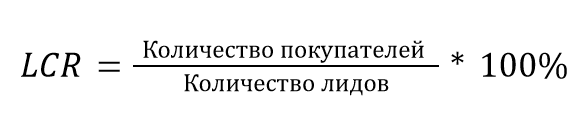 LCR = Количество покупателей / Количество лидов * 100%